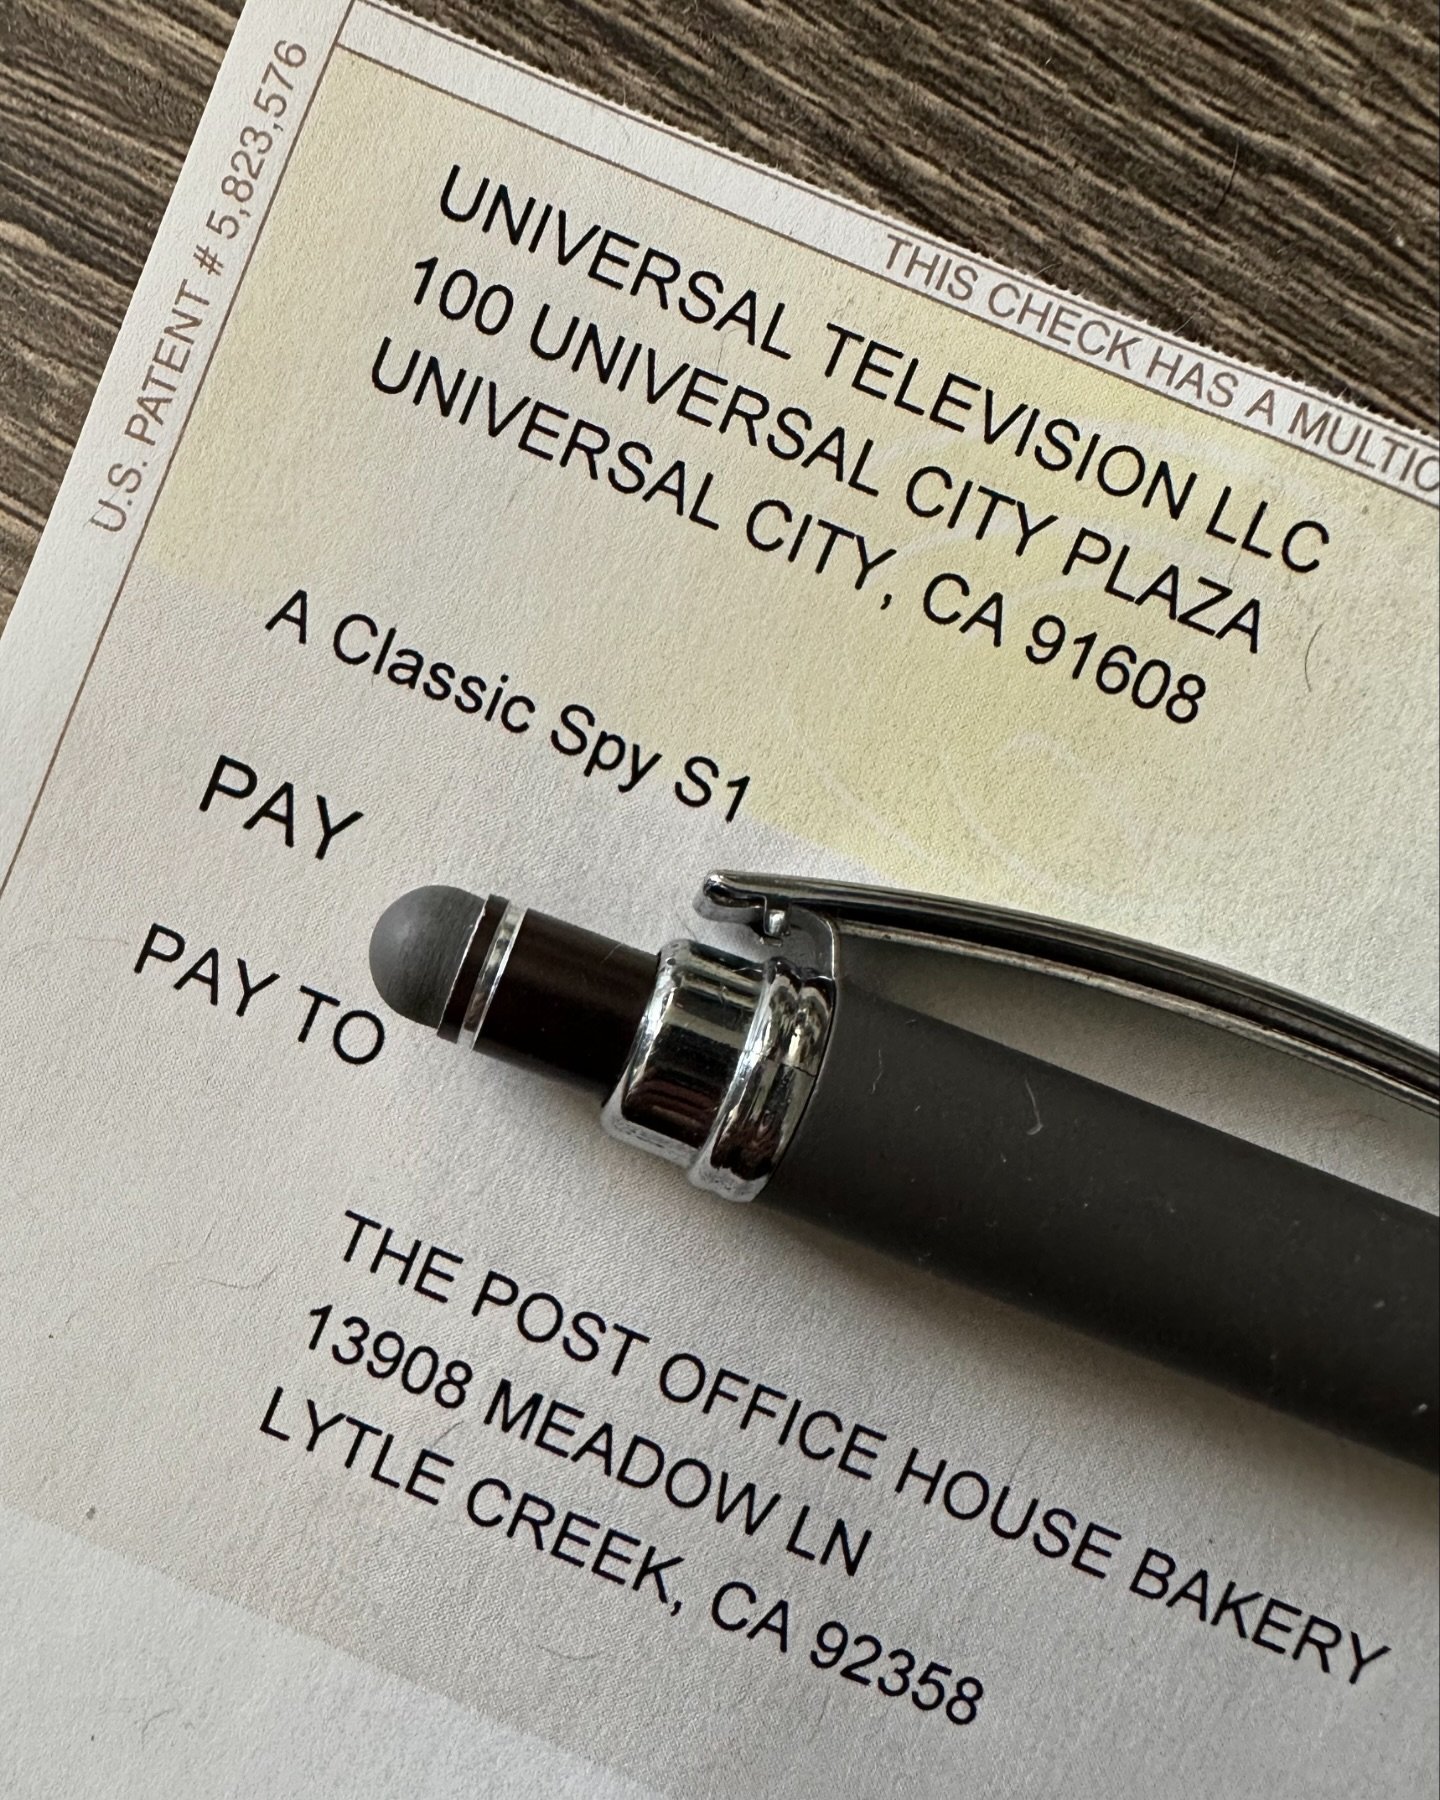 U.S. PATENT # 5,823,576
THIS CHECK HAS A
UNIVERSAL TELEVISION LLC
100 UNIVERSAL CITY PLAZA
UNIVERSAL CITY, CA 91608
A Classic Spy S1
PAY
PAY TO
THE POST OFFICE HOUSE BAKERY
13908 MEADOW LN
LYTLE CREEK, CA 92358